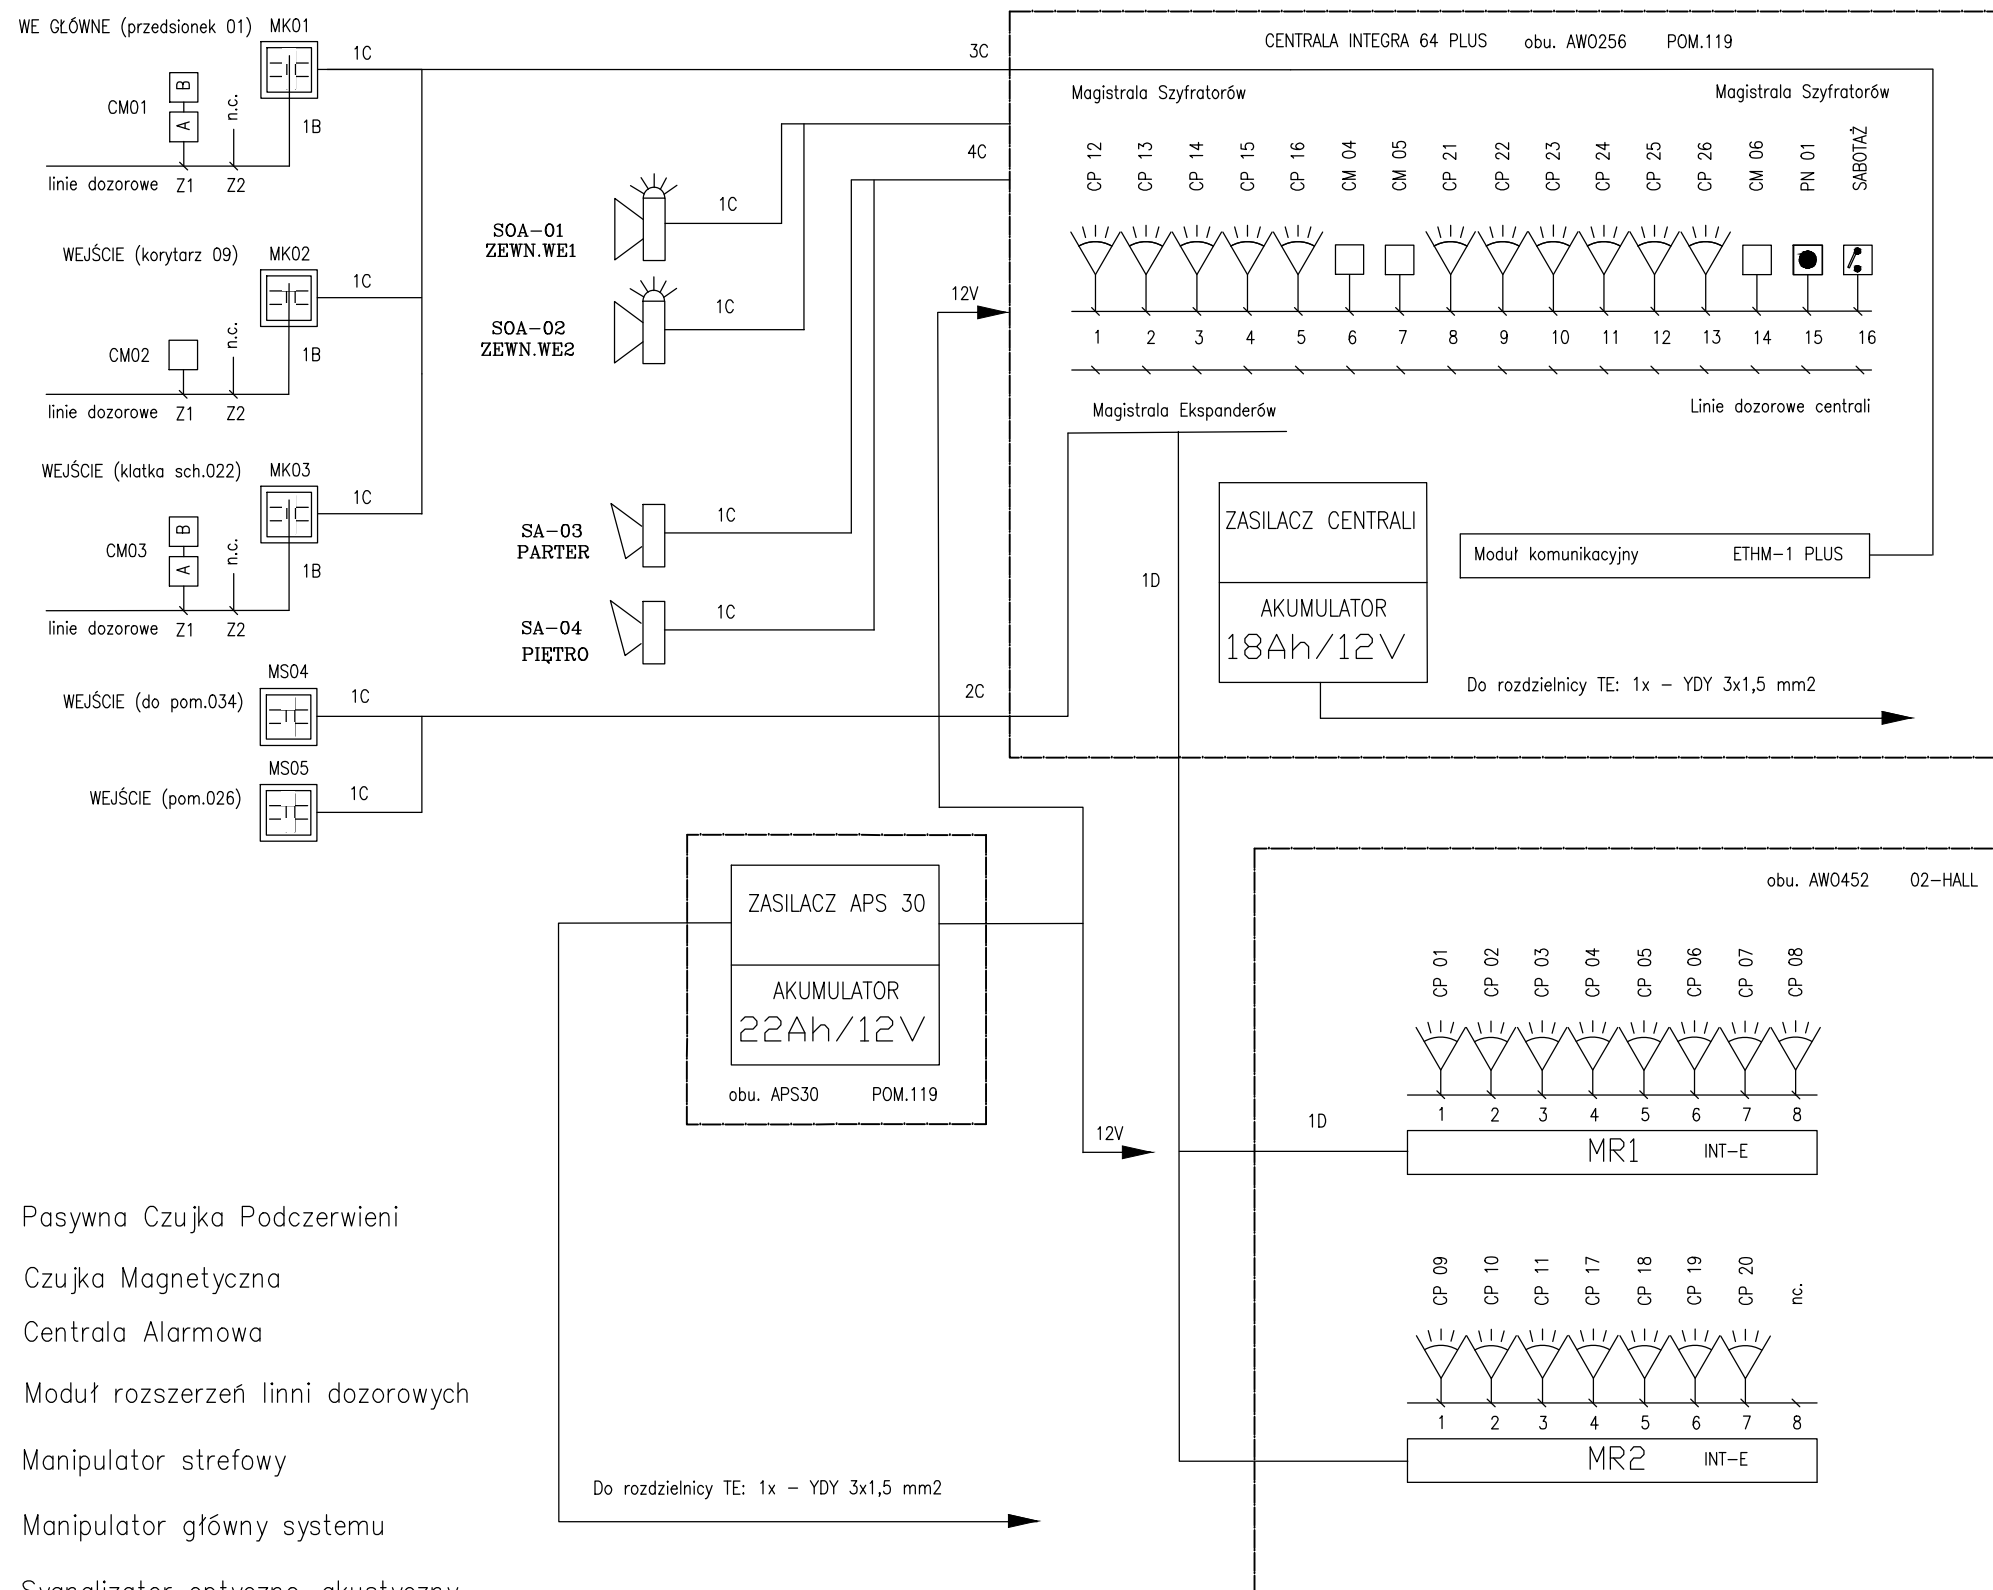 WE GŁÓWNE (przedsionek 01)
MK01
1C
CM01
B
A
n.c.
1B
linie dozorowe Z1 Z2
WEJŚCIE (korytarz 09)
MK02
1C
CM02
n.c.
1B
linie dozorowe Z1 Z2
WEJŚCIE (klatka sch.022)
MK03
1C
CM03
B
A
n.c.
1B
linie dozorowe Z1 Z2
MS04
WEJŚCIE (do pom.034)
1C
MS05
WEJŚCIE (pom.026)
1C
SOA-01
ZEWN.WE1
1C
SOA-02
ZEWN.WE2
1C
SA-03
PARTER
1C
SA-04
PIĘTRO
1C
3C
4C
12V
2C
CENTRALA INTEGRA 64 PLUS obu. AWO256 POM.119
Magistrala Szyfratorów
Magistrala Szyfratorów
CP 12
CP 13
CP 14
CP 15
CP 16
CM 04
CM 05
CP 21
CP 22
CP 23
CP 24
CP 25
CP 26
CM 06
PN 01
SABOTAŻ
1 2 3 4 5 6 7 8 9 10 11 12 13 14 15 16
Magistrala Ekspanderów
Linie dozorowe centrali
ZASILACZ CENTRALI
AKUMULATOR
18Ah/12V
Moduł komunikacyjny ETHM-1 PLUS
1D
Do rozdzielnicy TE: 1x - YDY 3x1,5 mm2
ZASILACZ APS 30
AKUMULATOR
22Ah/12V
obu. APS30 POM.119
12V
Do rozdzielnicy TE: 1x - YDY 3x1,5 mm2
obu. AWO452 02-HALL
CP 01
CP 02
CP 03
CP 04
CP 05
CP 06
CP 07
CP 08
1 2 3 4 5 6 7 8
1D
MR1 INT-E
CP 09
CP 10
CP 11
CP 17
CP 18
CP 19
CP 20
nc.
1 2 3 4 5 6 7 8
MR2 INT-E
Pasywna Czujka Podczerwieni
Czujka Magnetyczna
Centrala Alarmowa
Moduł rozszerzeń linni dozorowych
Manipulator strefowy
Manipulator główny systemu